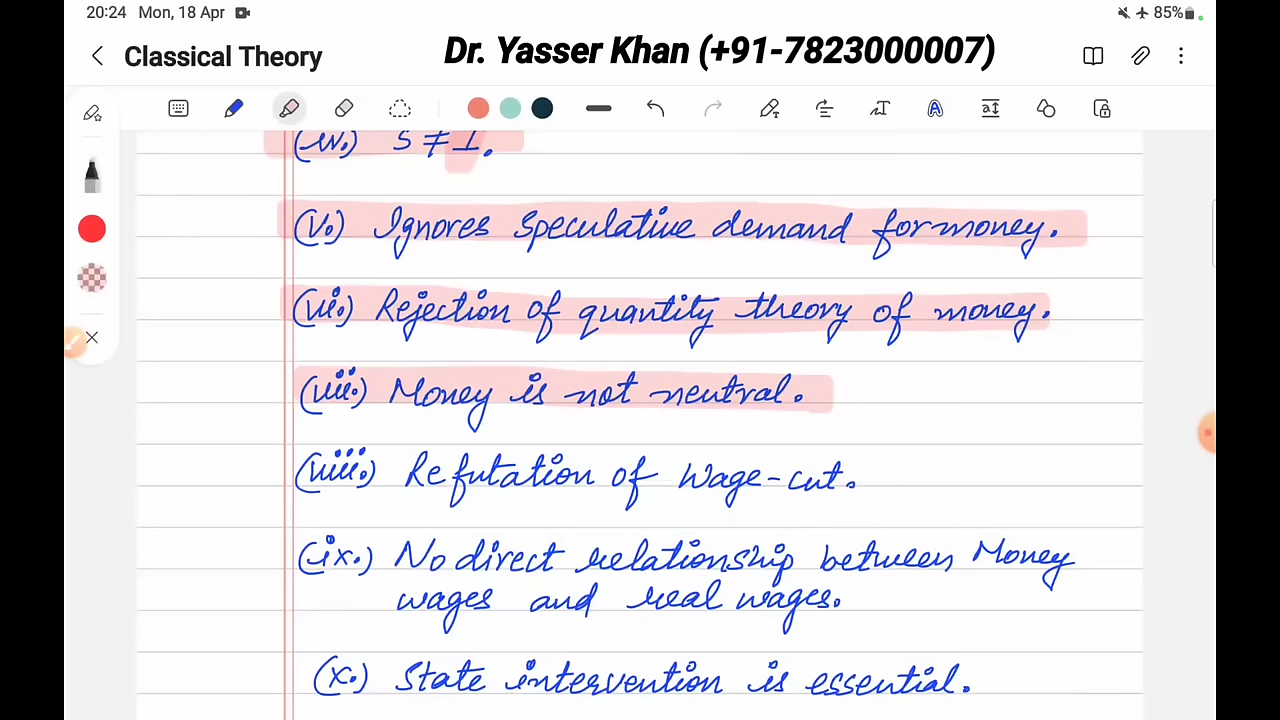 20:24 Mon, 18 Apr
85%
Classical Theory
Dr. Yasser Khan (+91-7823000007)
(iv.) S ≠ I.
(v.) Ignores speculative demand for money.
(vi.) Rejection of quantity theory of money.
(vii.) Money is not neutral.
(viii.) Refutation of Wage-cut.
(ix.) No direct relationship between Money
wages and real wages.
(x.) State intervention is essential.